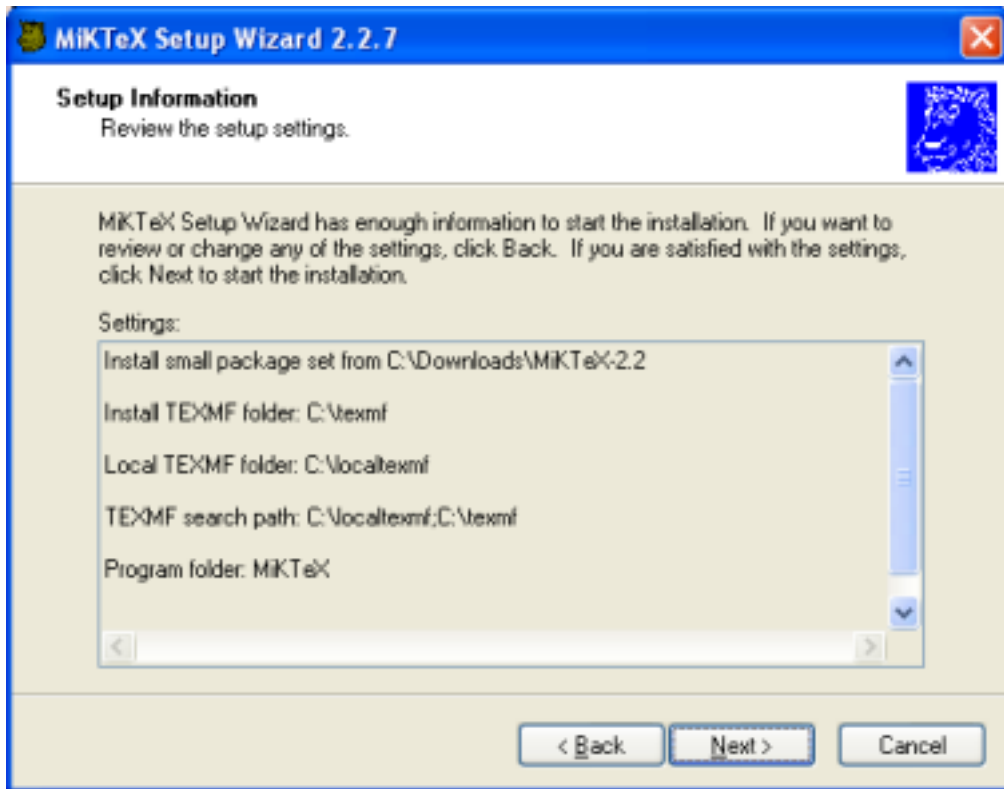 MiKTeX Setup Wizard 2.2.7
Setup Information
Review the setup settings.
MiKTeX Setup Wizard has enough information to start the installation.  If you want to
review or change any of the settings, click Back.  If you are satisfied with the settings,
click Next to start the installation.
Settings:
Install small package set from C:\Downloads\MiKTeX-2.2
Install TEXMF folder: C:\texmf
Local TEXMF folder: C:\localtexmf
TEXMF search path: C:\localtexmf;C:\texmf
Program folder: MiKTeX
< Back Next > Cancel